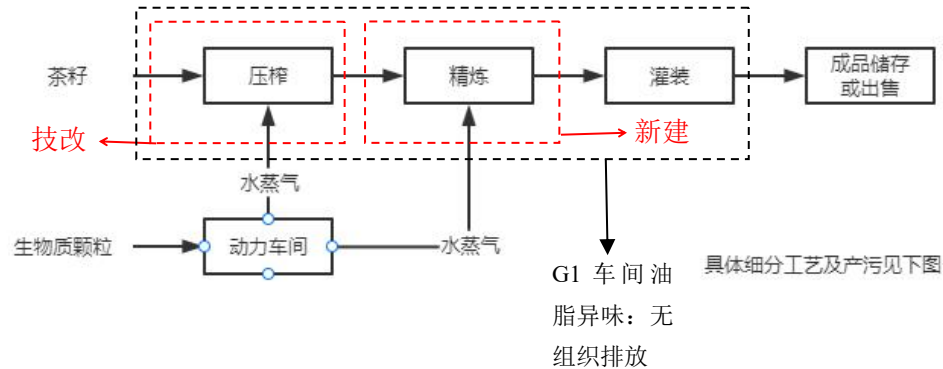 茶籽
压榨
精炼
灌装
成品储存
或出售
技改
新建
水蒸气
生物质颗粒
动力车间
水蒸气
G1 车间油
脂异味：无
组织排放
具体细分工艺及产污见下图